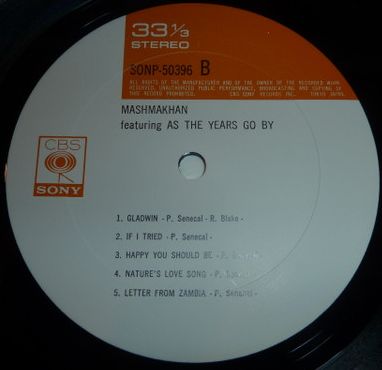 33 1/3
STEREO
SONP-50396 B
ALL RIGHTS OF THE MANUFACTURER AND OF THE OWNER OF THE RECORDED WORK
RESERVED. UNAUTHORIZED PUBLIC PERFORMANCE, BROADCASTING AND COPYING OF
THIS RECORD PROHIBITED. CBS·SONY RECORDS INC. TOKYO JAPAN.
MASHMAKHAN
featuring AS THE YEARS GO BY
CBS
SONY
1. GLADWIN - P. Senecal - R. Blake -
2. IF I TRIED - P. Senecal -
3. HAPPY YOU SHOULD BE - P.
4. NATURE'S LOVE SONG - P.
5. LETTER FROM ZAMBIA - P. Senecal -